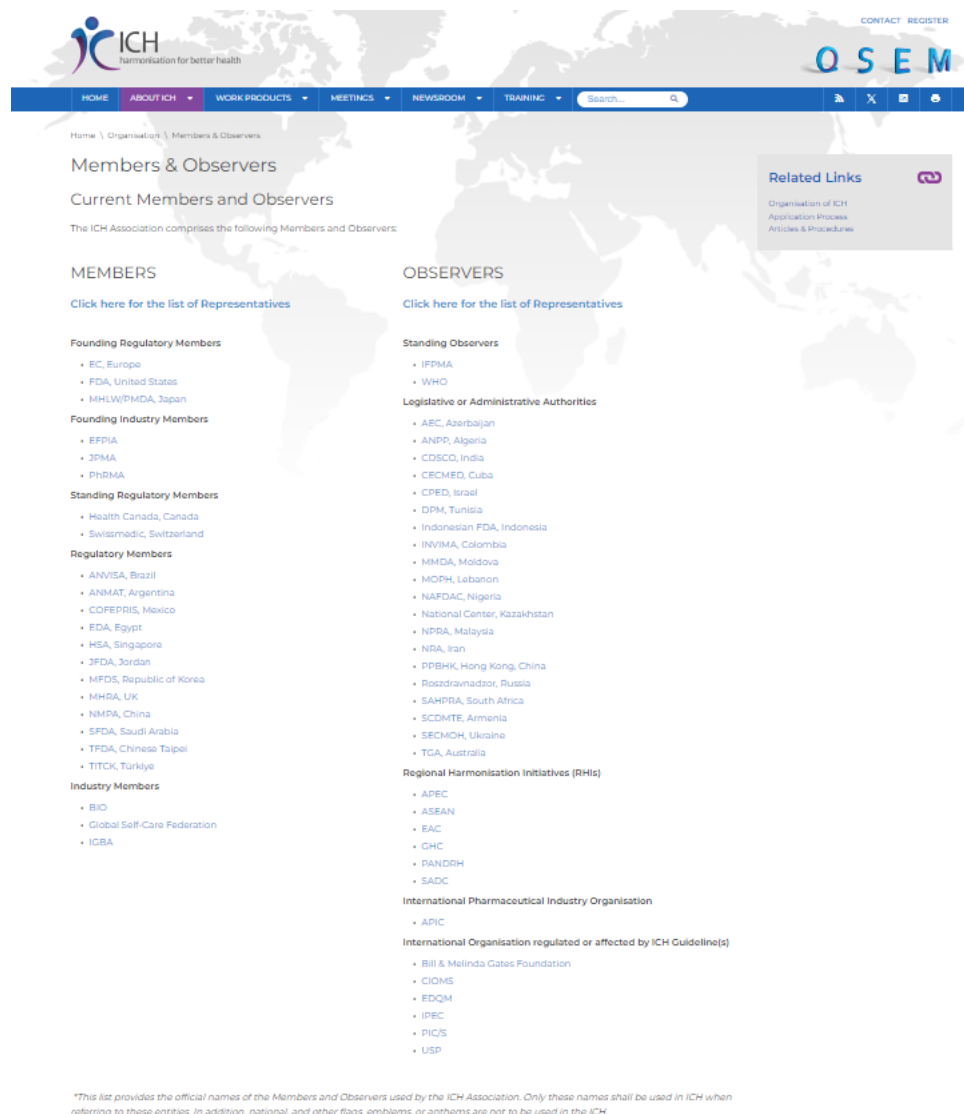 CONTACT REGISTER
ICH
harmonisation for better health
Q S E M
HOME ABOUT ICH WORK PRODUCTS MEETINGS NEWSROOM TRAINING Search...
Home \ Organisation \ Members & Observers
Members & Observers
Current Members and Observers
The ICH Association comprises the following Members and Observers:
Related Links
Organisation of ICH
Application Process
Articles & Procedures
MEMBERS
Click here for the list of Representatives
Founding Regulatory Members
• EC, Europe
• FDA, United States
• MHLW/PMDA, Japan
Founding Industry Members
• EFPIA
• JPMA
• PhRMA
Standing Regulatory Members
• Health Canada, Canada
• Swissmedic, Switzerland
Regulatory Members
• ANVISA, Brazil
• ANMAT, Argentina
• COFEPRIS, Mexico
• EDA, Egypt
• HSA, Singapore
• JFDA, Jordan
• MFDS, Republic of Korea
• MHRA, UK
• NMPA, China
• SFDA, Saudi Arabia
• TFDA, Chinese Taipei
• TITCK, Türkiye
Industry Members
• BIO
• Global Self-Care Federation
• IGBA
OBSERVERS
Click here for the list of Representatives
Standing Observers
• IFPMA
• WHO
Legislative or Administrative Authorities
• AEC, Azerbaijan
• ANPP, Algeria
• CDSCO, India
• CECMED, Cuba
• CPED, Israel
• DPM, Tunisia
• Indonesian FDA, Indonesia
• INVIMA, Colombia
• MMDA, Moldova
• MOPH, Lebanon
• NAFDAC, Nigeria
• National Center, Kazakhstan
• NPRA, Malaysia
• NRA, Iran
• PPBHK, Hong Kong, China
• Roszdravnadzor, Russia
• SAHPRA, South Africa
• SCDMTE, Armenia
• SECMOH, Ukraine
• TGA, Australia
Regional Harmonisation Initiatives (RHIs)
• APEC
• ASEAN
• EAC
• GHC
• PANDRH
• SADC
International Pharmaceutical Industry Organisation
• APIC
International Organisation regulated or affected by ICH Guideline(s)
• Bill & Melinda Gates Foundation
• CIOMS
• EDQM
• IPEC
• PIC/S
• USP
*This list provides the official names of the Members and Observers used by the ICH Association. Only these names shall be used in ICH when
referring to these entities. In addition, national, and other flags, emblems, or anthems are not to be used in the ICH